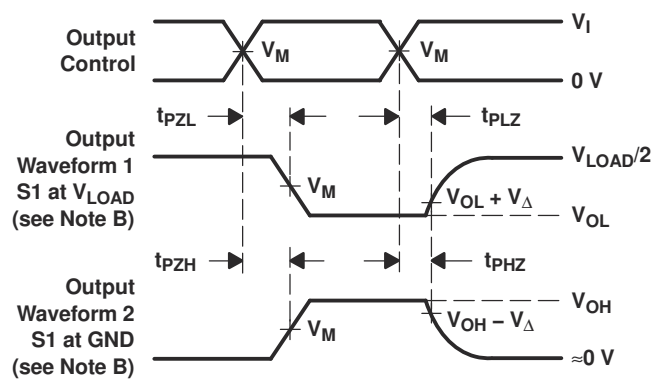 Output
Control
V_M
V_M
V_I
0 V
t_PZL
t_PLZ
Output
Waveform 1
S1 at V_LOAD
(see Note B)
V_M
V_LOAD/2
V_OL + V_Δ
V_OL
t_PZH
t_PHZ
Output
Waveform 2
S1 at GND
(see Note B)
V_M
V_OH
V_OH − V_Δ
≈0 V